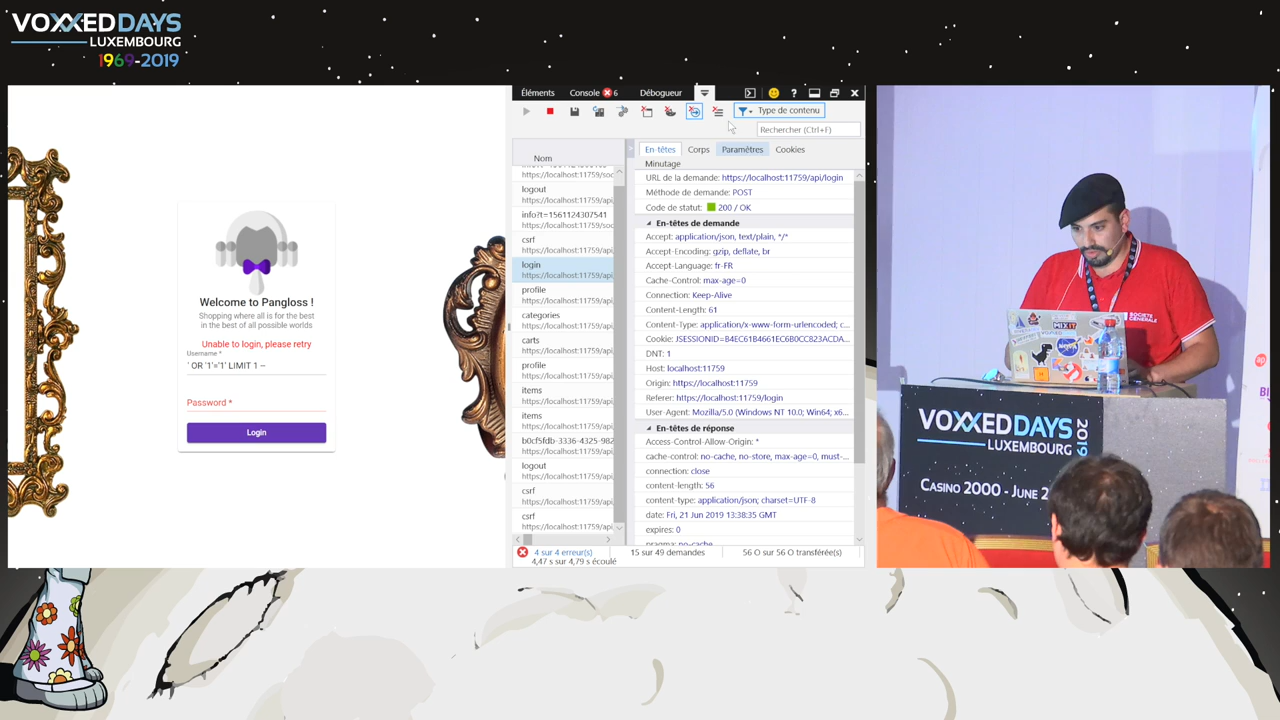 VOXXEDDAYS
LUXEMBOURG
1969-2019
Welcome to Pangloss !
Shopping where all is for the best
in the best of all possible worlds
Unable to login, please retry
Username *
' OR '1'='1' LIMIT 1 --
Password *
Login
Éléments
Console
6
Débogueur
?
Type de contenu
Rechercher (Ctrl+F)
Nom
https://localhost:11759/soc
logout
https://localhost:11759/api
info?t=1561124307541
https://localhost:11759/soc
csrf
https://localhost:11759/api
login
https://localhost:11759/api
profile
https://localhost:11759/api
categories
https://localhost:11759/api
carts
https://localhost:11759/api
profile
https://localhost:11759/api
items
https://localhost:11759/api
items
https://localhost:11759/api
b0cf5fdb-3336-4325-982
https://localhost:11759/api
logout
https://localhost:11759/api
csrf
https://localhost:11759/api
csrf
https://localhost:11759/api
En-têtes
Corps
Paramètres
Cookies
Minutage
URL de la demande: https://localhost:11759/api/login
Méthode de demande: POST
Code de statut: 200 / OK
En-têtes de demande
Accept: application/json, text/plain, */*
Accept-Encoding: gzip, deflate, br
Accept-Language: fr-FR
Cache-Control: max-age=0
Connection: Keep-Alive
Content-Length: 61
Content-Type: application/x-www-form-urlencoded; c...
Cookie: JSESSIONID=B4EC61B4661EC6B0CC823ACDA...
DNT: 1
Host: localhost:11759
Origin: https://localhost:11759
Referer: https://localhost:11759/login
User-Agent: Mozilla/5.0 (Windows NT 10.0; Win64; x6...
En-têtes de réponse
Access-Control-Allow-Origin: *
cache-control: no-cache, no-store, max-age=0, must-...
connection: close
content-length: 56
content-type: application/json; charset=UTF-8
date: Fri, 21 Jun 2019 13:38:35 GMT
expires: 0
pragma: no-cache
4 sur 4 erreur(s)
15 sur 49 demandes
56 O sur 56 O transférée(s)
4,47 s sur 4,79 s écoulé
SOCIETE
GENERALE
MIXIT
VOXXEDDAYS
LUXEMBOURG
2019
CASINO 2000 - JUNE 2